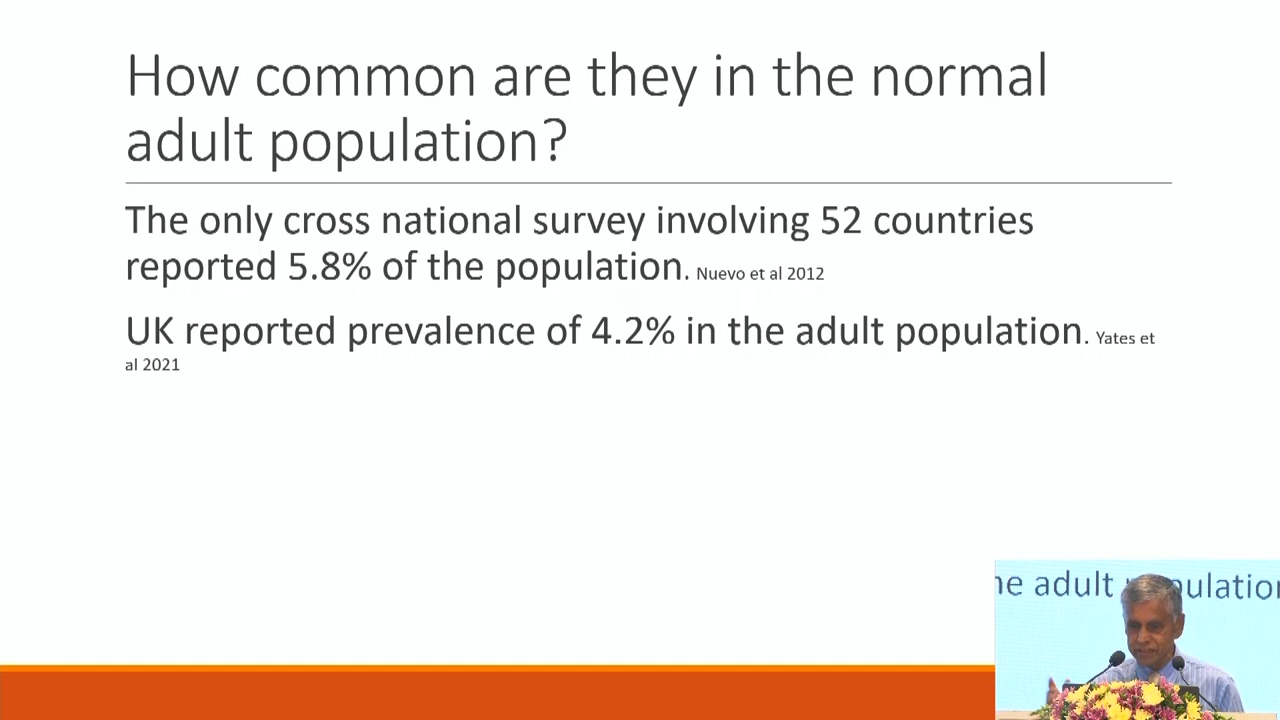 How common are they in the normal
adult population?
The only cross national survey involving 52 countries
reported 5.8% of the population. Nuevo et al 2012
UK reported prevalence of 4.2% in the adult population. Yates et
al 2021
he adult pulation